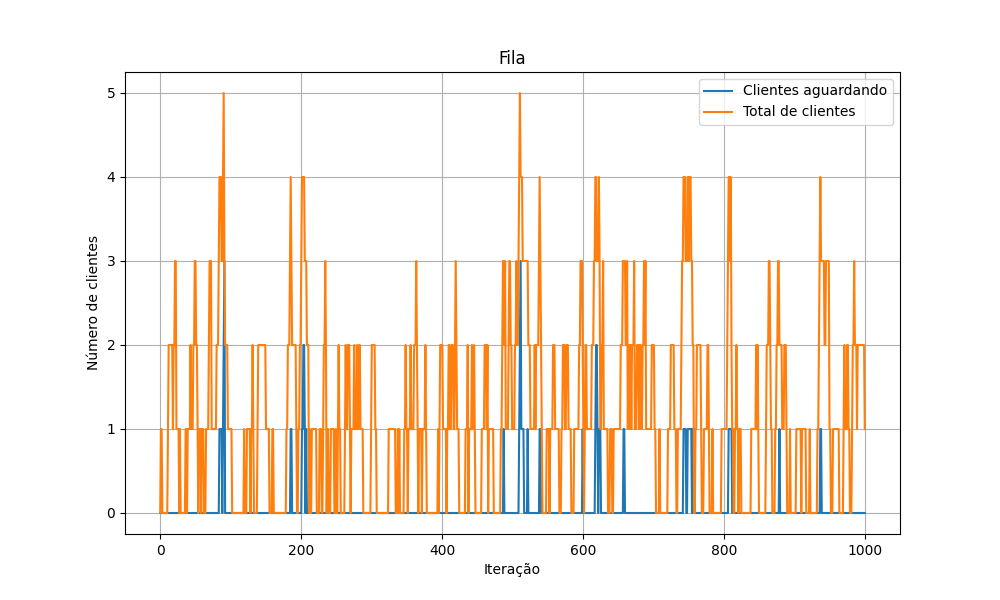 Fila
Clientes aguardando
Total de clientes
Número de clientes
5
4
3
2
1
0
0 200 400 600 800 1000
Iteração